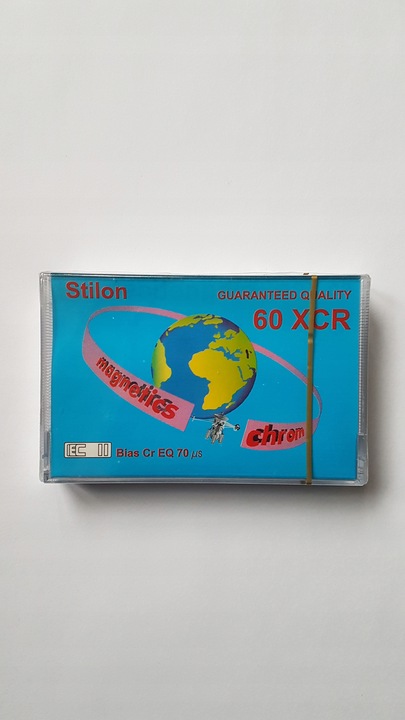 Stilon
GUARANTEED QUALITY
60 XCR
magnetics
chrom
IEC II Bias Cr EQ 70 µs